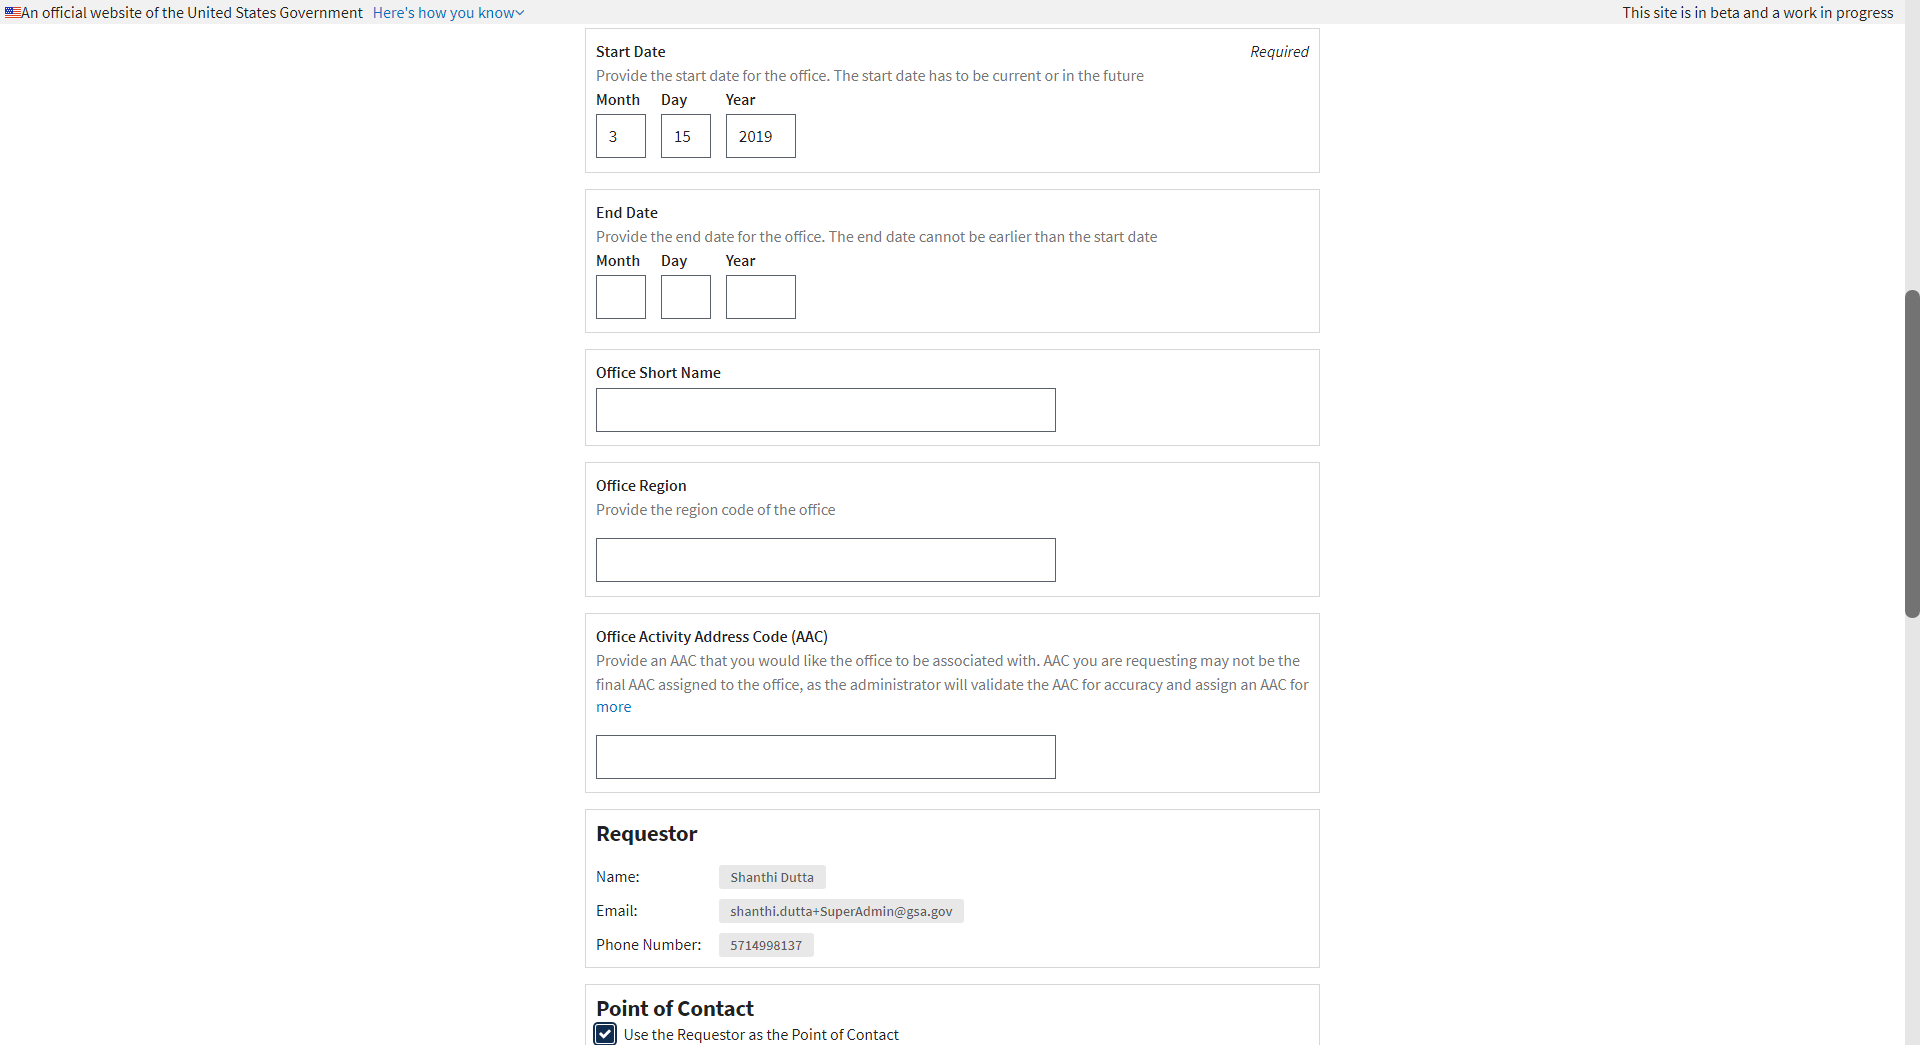 An official website of the United States Government Here's how you know
This site is in beta and a work in progress
Start Date
Required
Provide the start date for the office. The start date has to be current or in the future
Month Day Year
3 15 2019
End Date
Provide the end date for the office. The end date cannot be earlier than the start date
Month Day Year
Office Short Name
Office Region
Provide the region code of the office
Office Activity Address Code (AAC)
Provide an AAC that you would like the office to be associated with. AAC you are requesting may not be the
final AAC assigned to the office, as the administrator will validate the AAC for accuracy and assign an AAC for
more
Requestor
Name: Shanthi Dutta
Email: shanthi.dutta+SuperAdmin@gsa.gov
Phone Number: 5714998137
Point of Contact
Use the Requestor as the Point of Contact